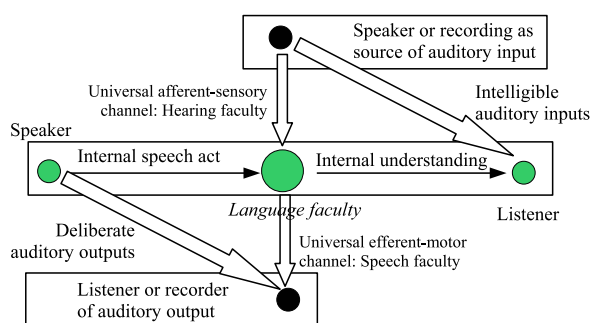 Speaker or recording as
source of auditory input
Universal afferent-sensory
channel: Hearing faculty
Intelligible
auditory inputs
Speaker
Internal speech act
Internal understanding
Language faculty
Listener
Deliberate
auditory outputs
Universal efferent-motor
channel: Speech faculty
Listener or recorder
of auditory output